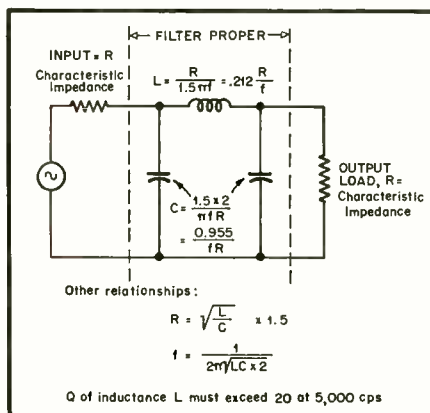 FILTER PROPER
INPUT = R
Characteristic
Impedance
L = R/1.5πf = .212 R/f
C = 1.5 x 2/πfR
= 0.955/fR
OUTPUT
LOAD, R =
Characteristic
Impedance
Other relationships:
R = √(L/C) x 1.5
f = 1/2π√(LC x 2)
Q of inductance L must exceed 20 at 5,000 cps